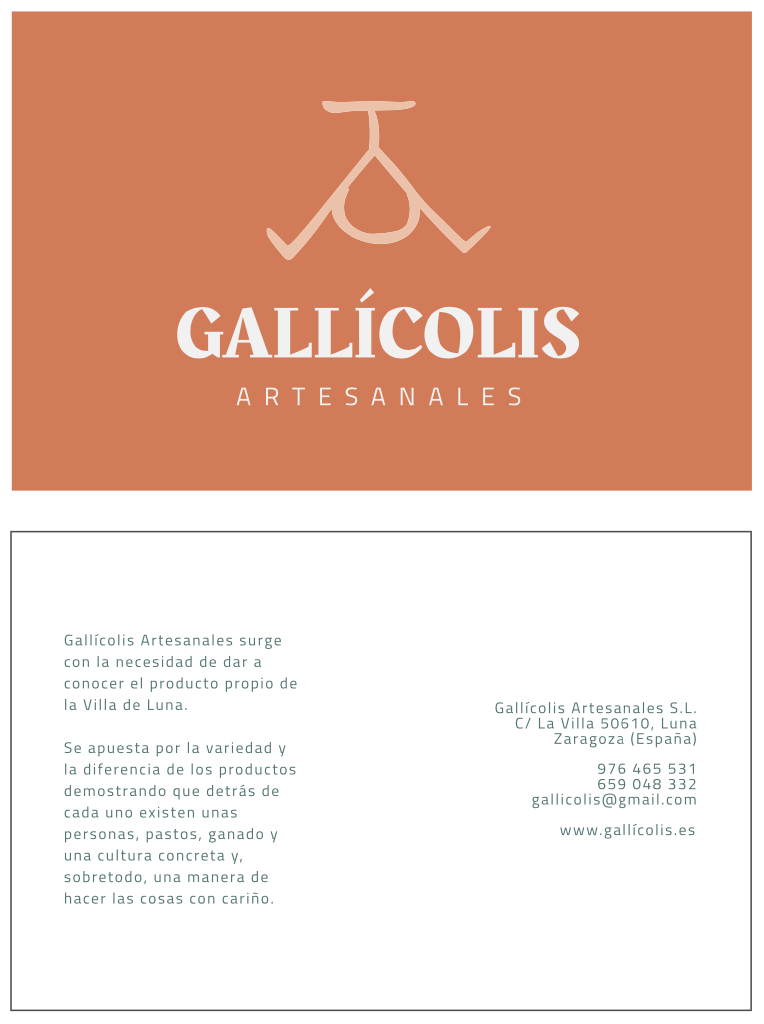 GALLÍCOLIS
ARTESANALES
Gallícolis Artesanales surge
con la necesidad de dar a
conocer el producto propio de
la Villa de Luna.
Se apuesta por la variedad y
la diferencia de los productos
demostrando que detrás de
cada uno existen unas
personas, pastos, ganado y
una cultura concreta y,
sobretodo, una manera de
hacer las cosas con cariño.
Gallícolis Artesanales S.L.
C/ La Villa 50610, Luna
Zaragoza (España)
976 465 531
659 048 332
gallicolis@gmail.com
www.gallícolis.es